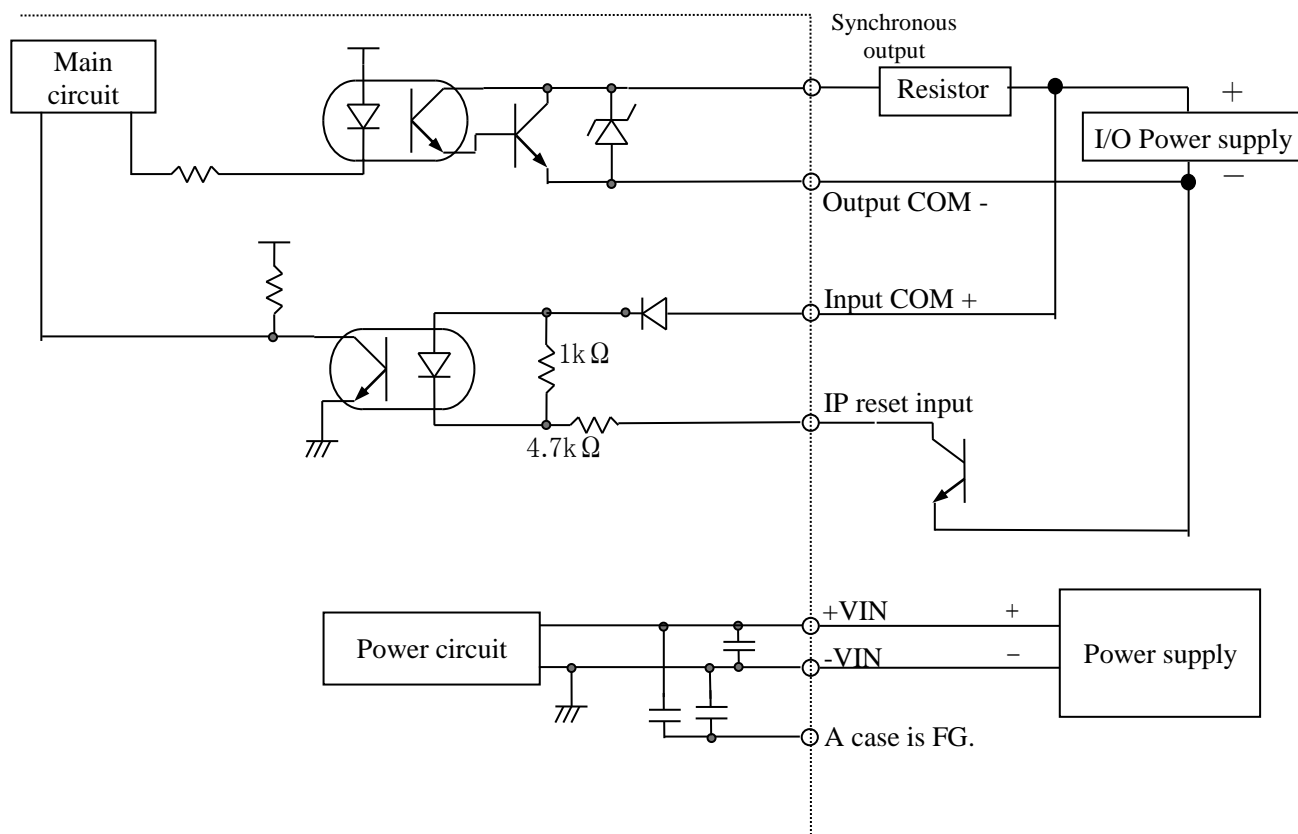 Synchronous
output
Main
circuit
Resistor
+
I/O Power supply
−
Output COM -
Input COM +
1kΩ
IP reset input
4.7kΩ
+VIN +
Power circuit
-VIN −
Power supply
A case is FG.